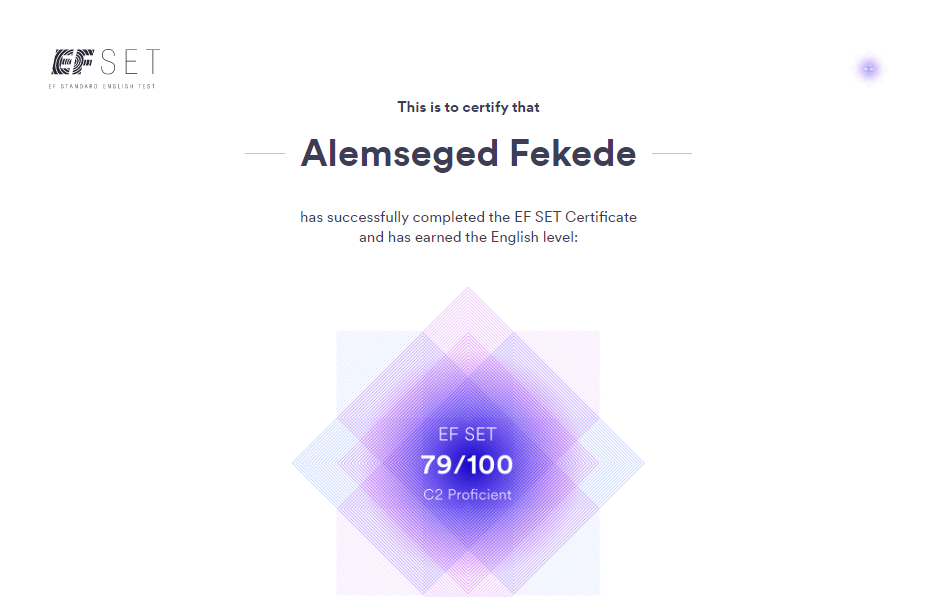 EF SET
EF STANDARD ENGLISH TEST
This is to certify that
Alemseged Fekede
has successfully completed the EF SET Certificate
and has earned the English level:
EF SET
79/100
C2 Proficient